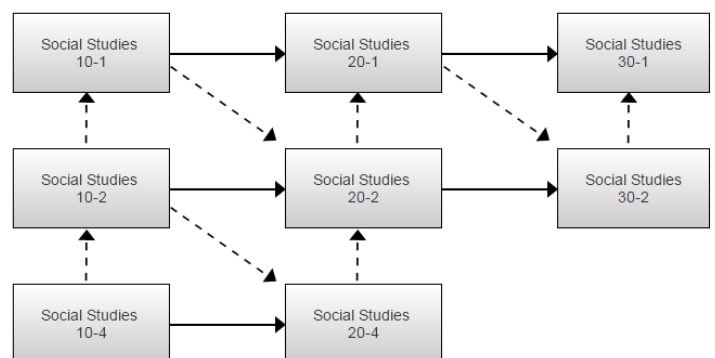 Social Studies
10-1
Social Studies
20-1
Social Studies
30-1
Social Studies
10-2
Social Studies
20-2
Social Studies
30-2
Social Studies
10-4
Social Studies
20-4